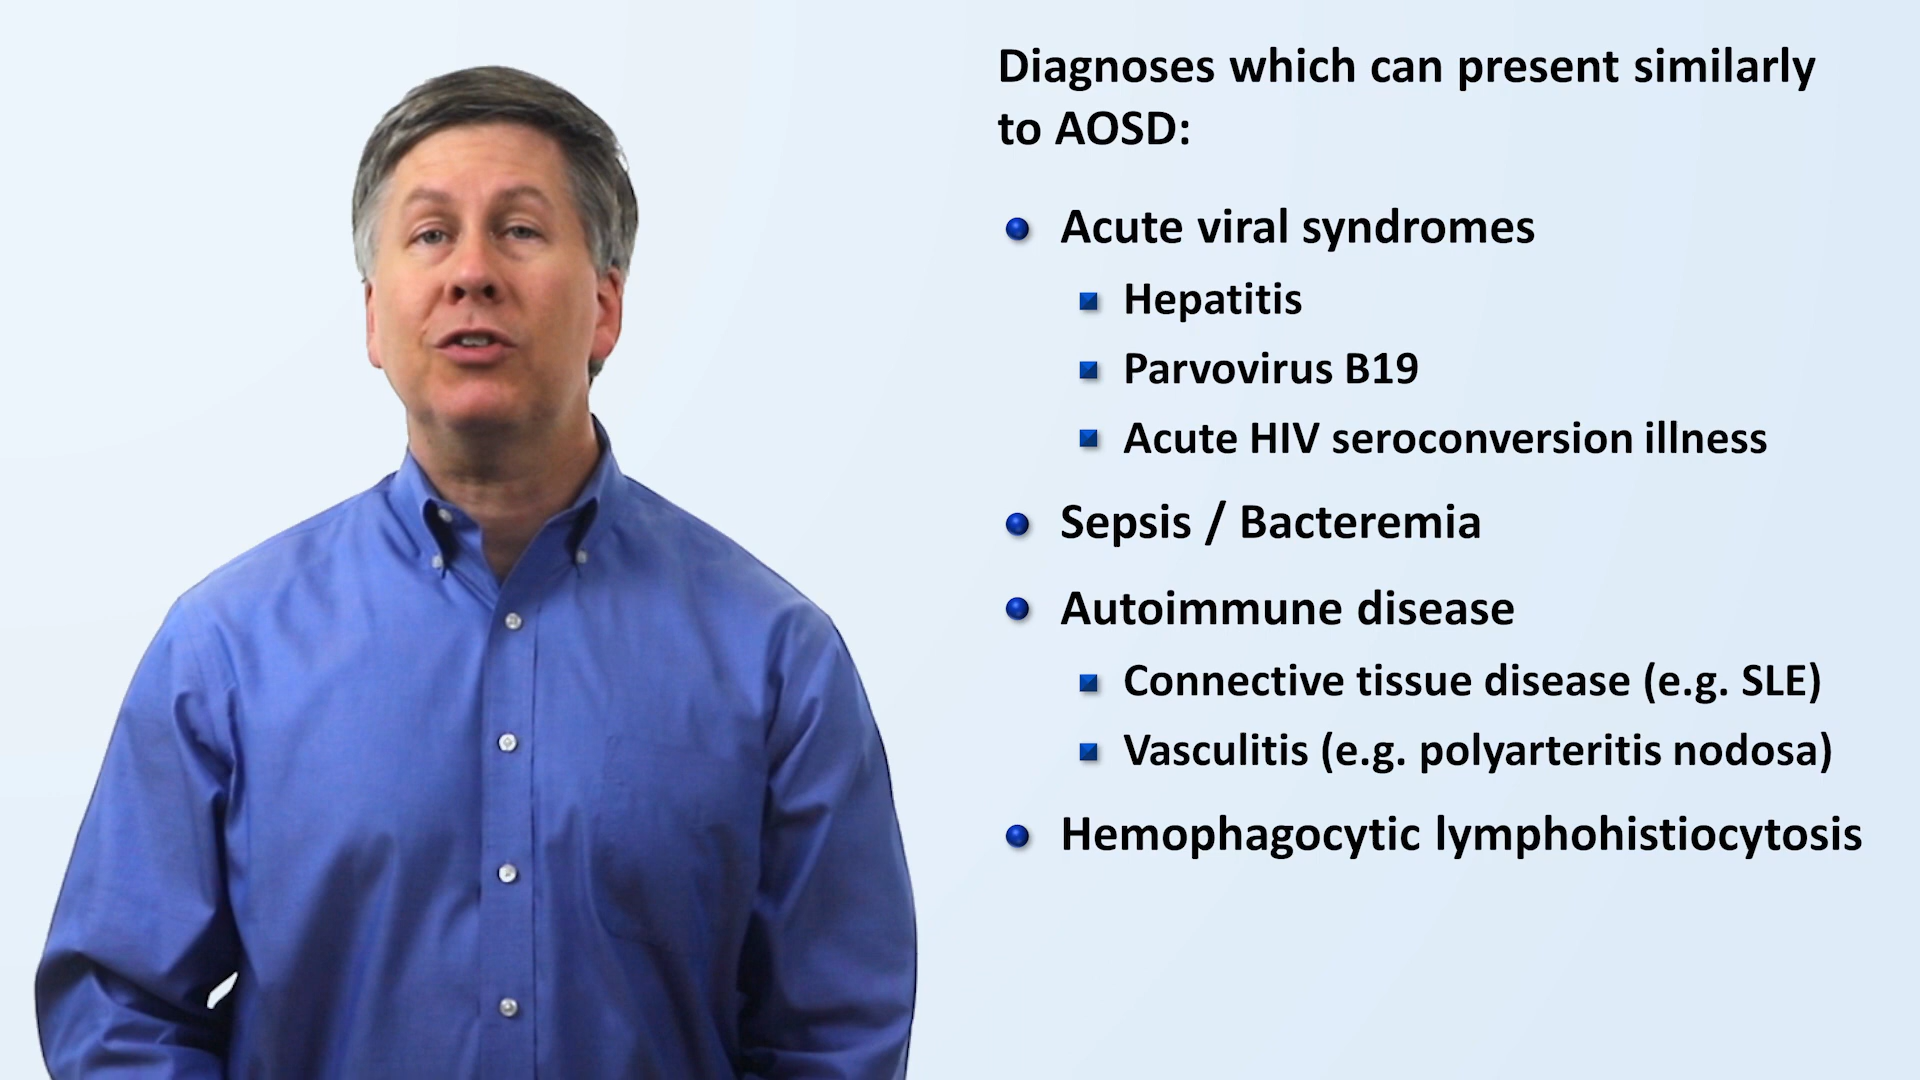 Diagnoses which can present similarly
to AOSD:
Acute viral syndromes
Hepatitis
Parvovirus B19
Acute HIV seroconversion illness
Sepsis / Bacteremia
Autoimmune disease
Connective tissue disease (e.g. SLE)
Vasculitis (e.g. polyarteritis nodosa)
Hemophagocytic lymphohistiocytosis